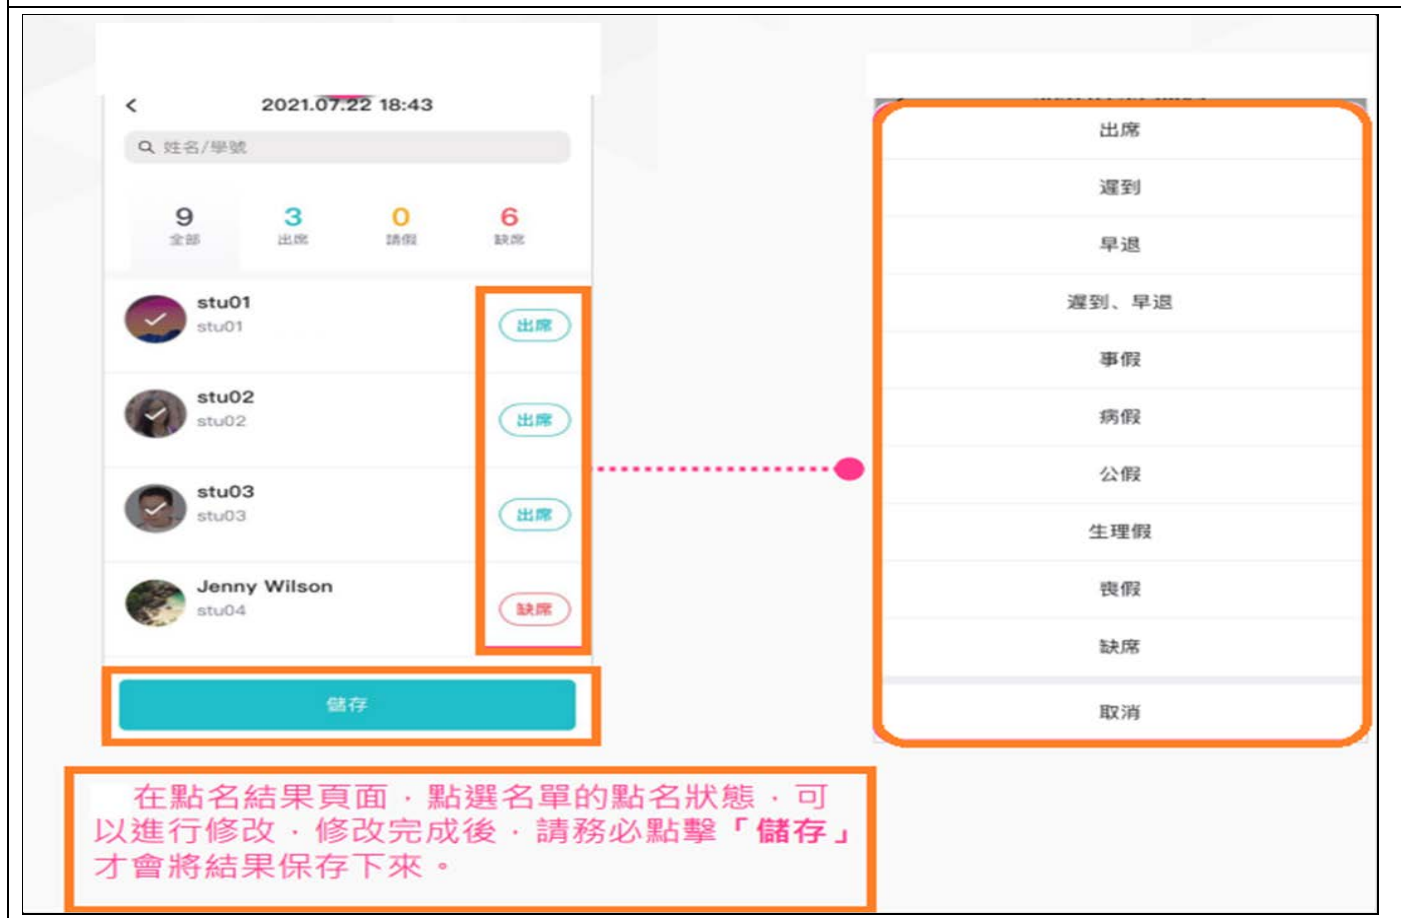 2021.07.22 18:43
姓名/學號
9 3 0 6
全部 出席 請假 缺席
stu01
stu01
出席
stu02
stu02
出席
stu03
stu03
出席
Jenny Wilson
stu04
缺席
儲存
出席
遲到
早退
遲到、早退
事假
病假
公假
生理假
喪假
缺席
取消
在點名結果頁面,點選名單的點名狀態,可
以進行修改,修改完成後,請務必點擊「儲存」
才會將結果保存下來。